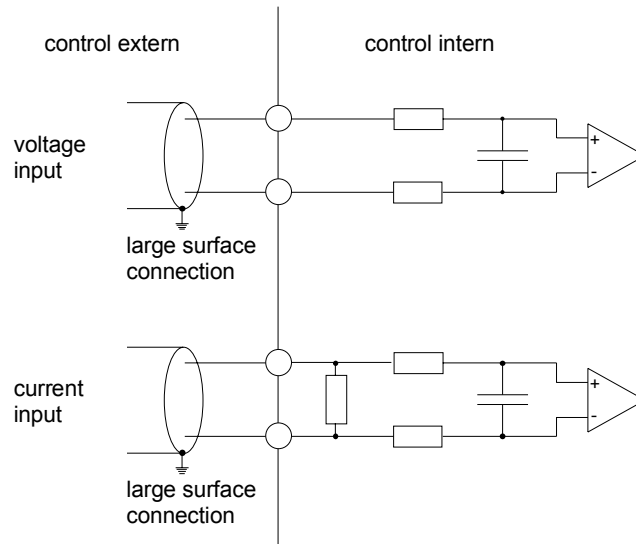 control extern
control intern
voltage
input
+
-
large surface
connection
current
input
+
-
large surface
connection